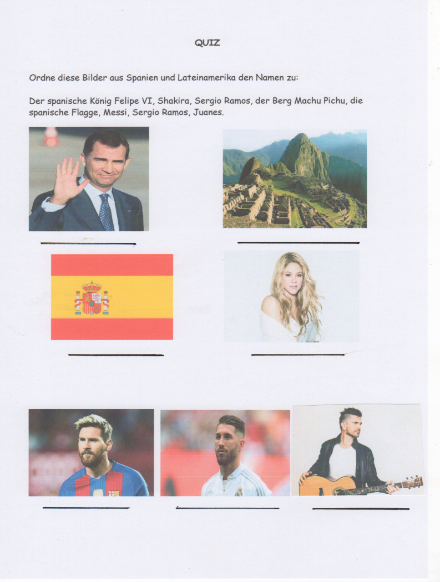 QUIZ
Ordne diese Bilder aus Spanien und Lateinamerika den Namen zu:
Der spanische König Felipe VI, Shakira, Sergio Ramos, der Berg Machu Pichu, die
spanische Flagge, Messi, Sergio Ramos, Juanes.